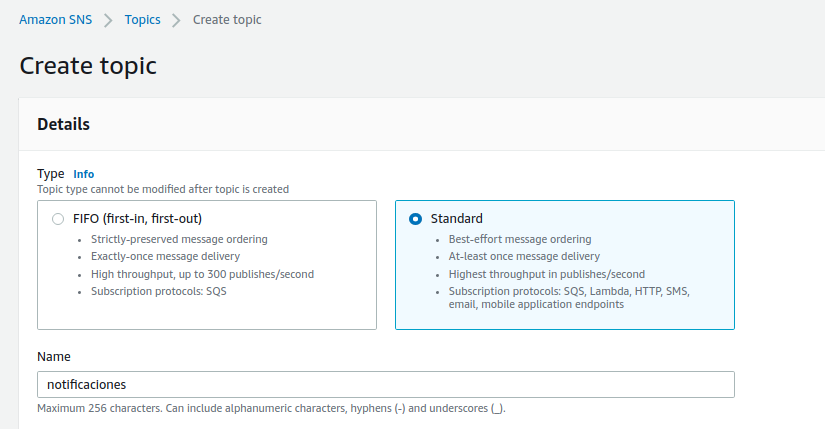 Amazon SNS > Topics > Create topic
Create topic
Details
Type Info
Topic type cannot be modified after topic is created
FIFO (first-in, first-out)
• Strictly-preserved message ordering
• Exactly-once message delivery
• High throughput, up to 300 publishes/second
• Subscription protocols: SQS
Standard
• Best-effort message ordering
• At-least once message delivery
• Highest throughput in publishes/second
• Subscription protocols: SQS, Lambda, HTTP, SMS,
email, mobile application endpoints
Name
notificaciones
Maximum 256 characters. Can include alphanumeric characters, hyphens (-) and underscores (_).